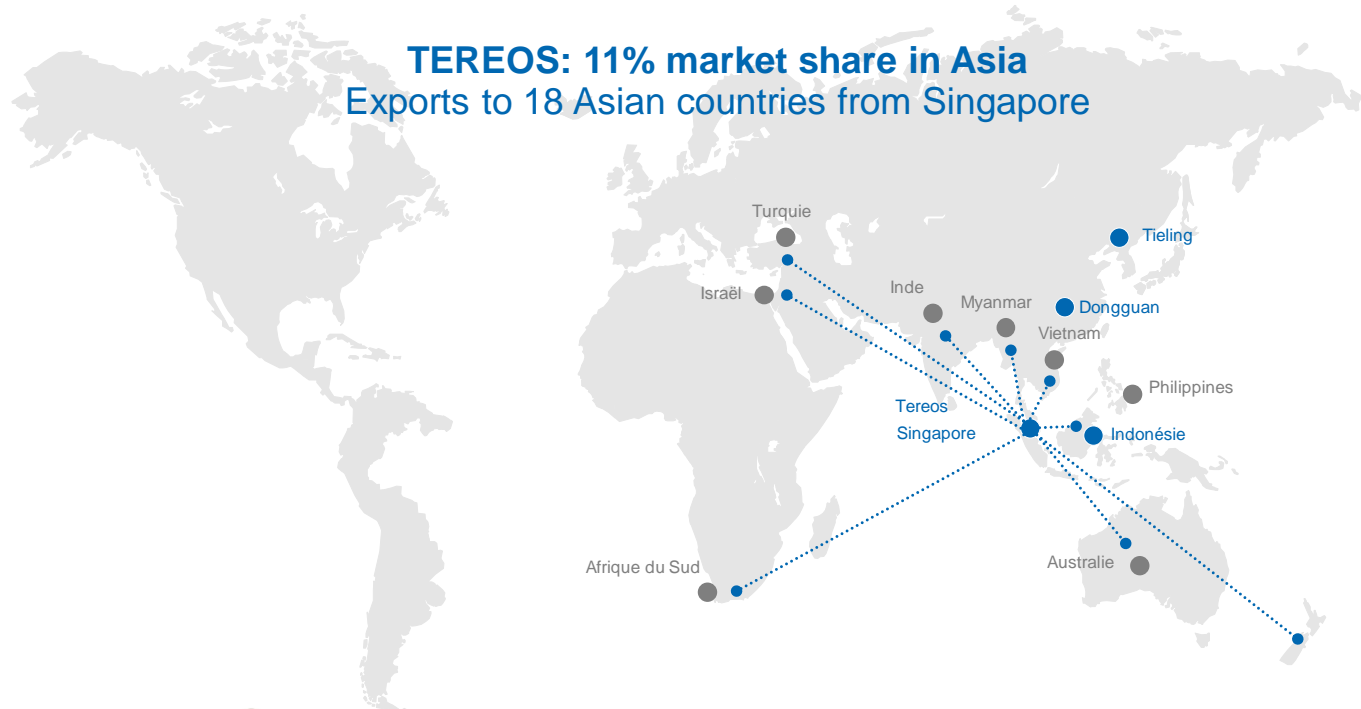 TEREOS: 11% market share in Asia
Exports to 18 Asian countries from Singapore
Turquie
Tieling
Israël
Inde
Myanmar
Dongguan
Vietnam
Philippines
Tereos
Singapore
Indonésie
Australie
Afrique du Sud